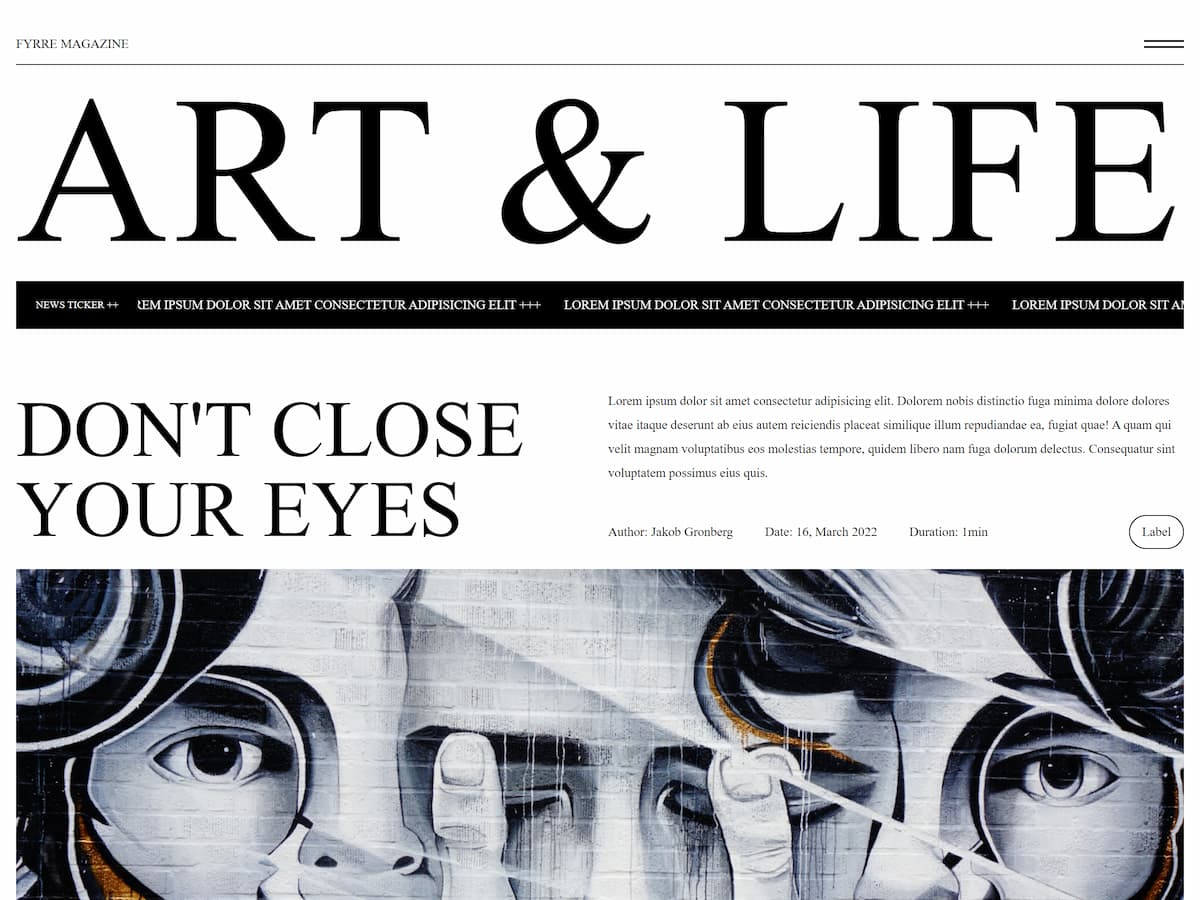 FYRRE MAGAZINE
ART & LIFE
NEWS TICKER ++ EM IPSUM DOLOR SIT AMET CONSECTETUR ADIPISICING ELIT +++ LOREM IPSUM DOLOR SIT AMET CONSECTETUR ADIPISICING ELIT +++ LOREM IPSUM DOLOR SIT
DON'T CLOSE
YOUR EYES
Lorem ipsum dolor sit amet consectetur adipisicing elit. Dolorem nobis distinctio fuga minima dolore dolores
vitae itaque deserunt ab eius autem reiciendis placeat similique illum repudiandae ea, fugiat quae! A quam qui
velit magnam voluptatibus eos molestias tempore, quidem libero nam fuga dolorum delectus. Consequatur sint
voluptatem possimus eius quis.
Author: Jakob Gronberg Date: 16, March 2022 Duration: 1min Label